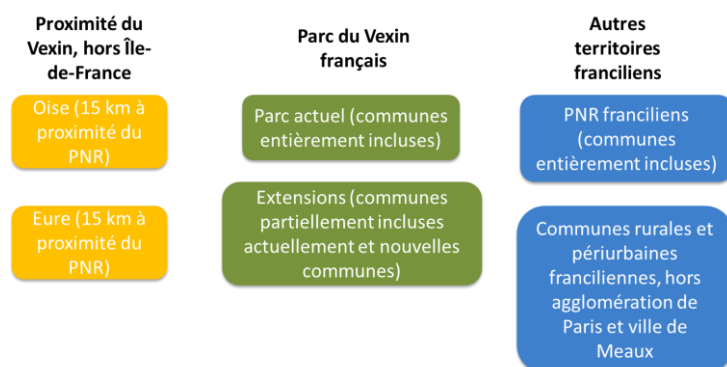 Proximité du
Vexin, hors Île-
de-France
Oise (15 km à
proximité du
PNR)
Eure (15 km à
proximité du
PNR)
Parc du Vexin
français
Parc actuel (communes
entièrement incluses)
Extensions (communes
partiellement incluses
actuellement et nouvelles
communes)
Autres
territoires
franciliens
PNR franciliens
(communes
entièrement incluses)
Communes rurales et
périurbaines
franciliennes, hors
agglomération de
Paris et ville de
Meaux